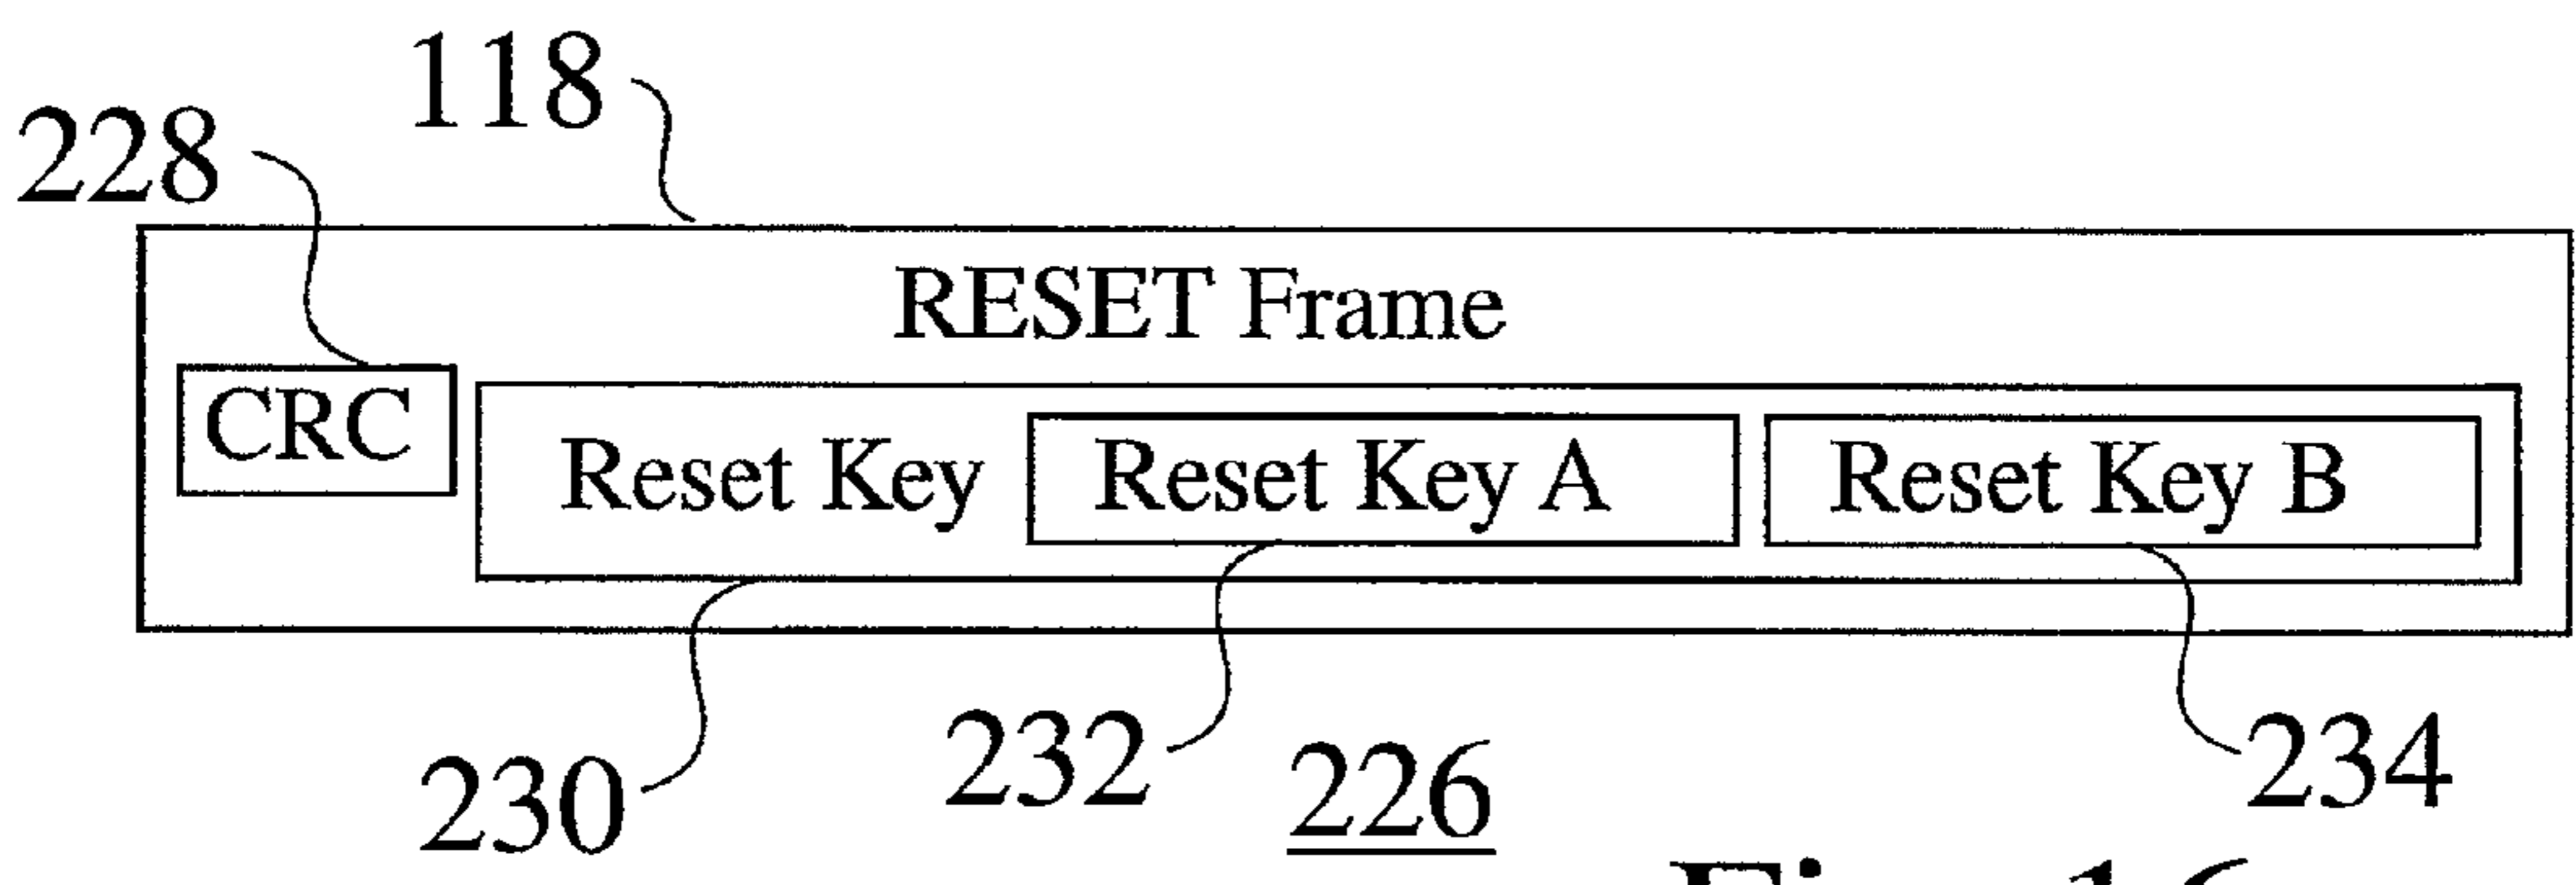 118
228
RESET Frame
CRC
Reset Key
Reset Key A
Reset Key B
230
232
226
234